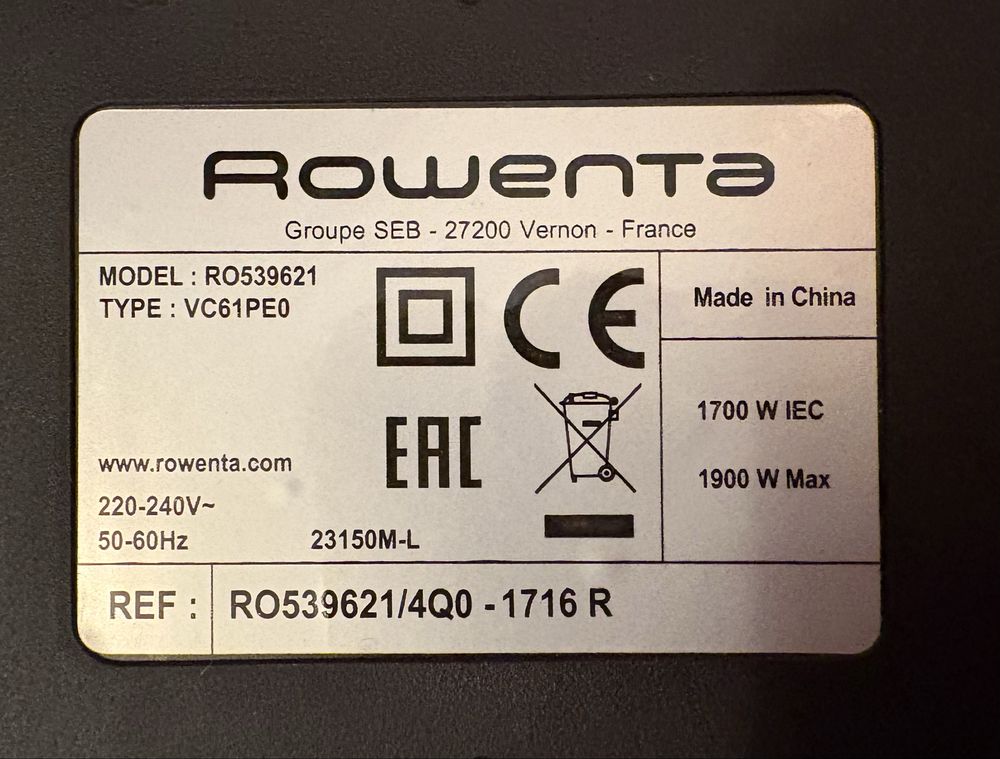 Rowenta
Groupe SEB - 27200 Vernon - France
MODEL : RO539621
TYPE : VC61PE0
CE
Made in China
EAC
1700 W IEC
1900 W Max
www.rowenta.com
220-240V~
50-60Hz
23150M-L
REF : RO539621/4Q0 - 1716 R